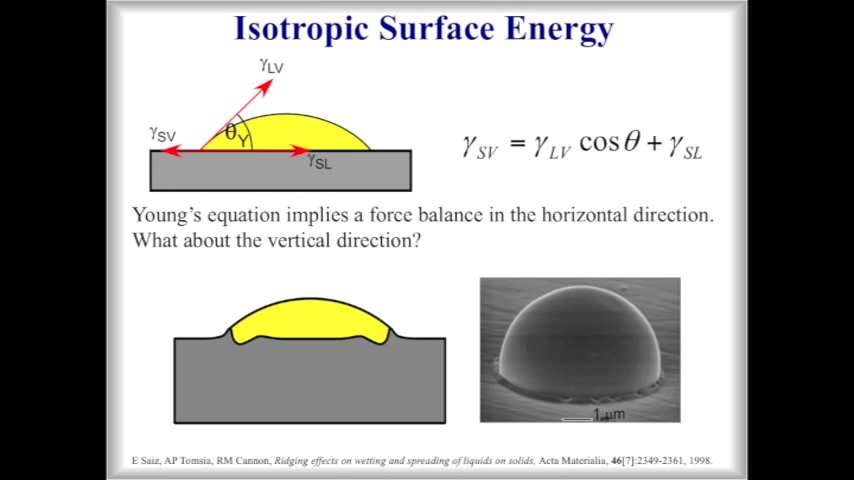 Isotropic Surface Energy
γLV
γSV
θY
γSL
γSV = γLV cosθ + γSL
Young's equation implies a force balance in the horizontal direction.
What about the vertical direction?
1 μm
E Saiz, AP Tomsia, RM Cannon, Ridging effects on wetting and spreading of liquids on solids, Acta Materialia, 46[7]:2349-2361, 1998.